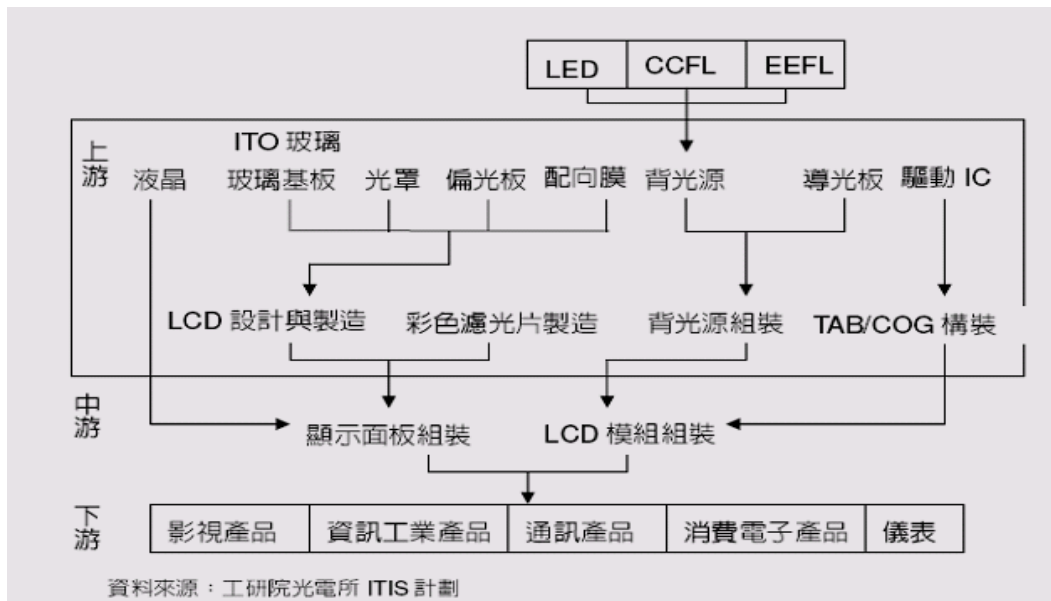 LED CCFL EEFL
上游
ITO 玻璃
液晶 玻璃基板 光罩 偏光板 配向膜 背光源 導光板 驅動 IC
LCD 設計與製造 彩色濾光片製造 背光源組裝 TAB/COG 構裝
中游
顯示面板組裝 LCD 模組組裝
下游
影視產品 資訊工業產品 通訊產品 消費電子產品 儀表
資料來源：工研院光電所 ITIS 計劃